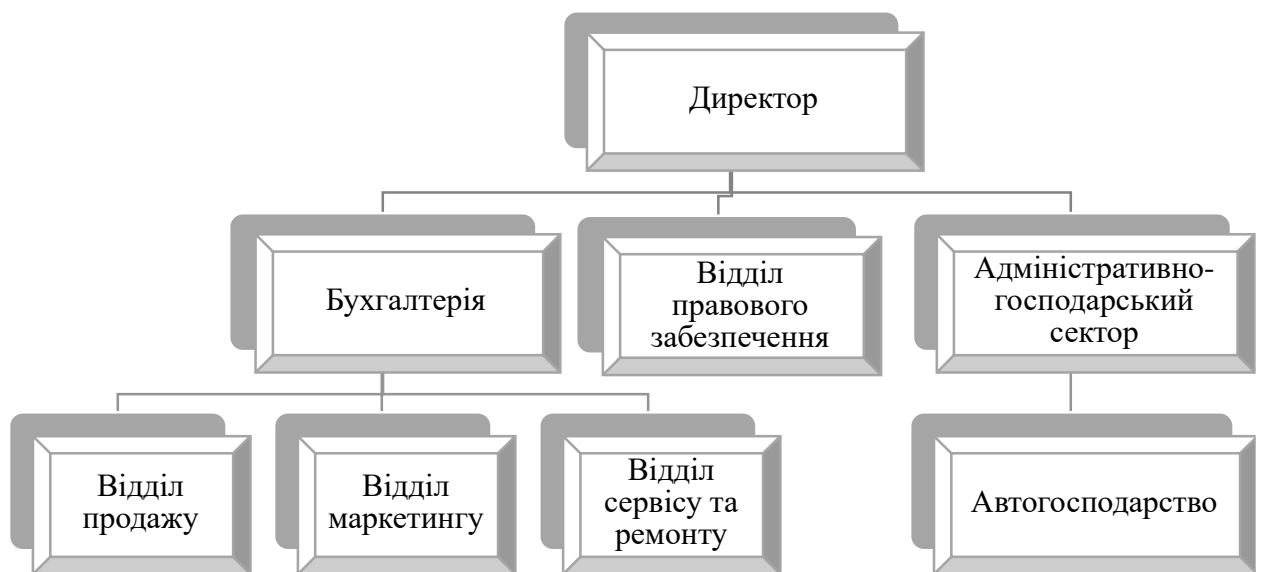 Директор
Бухгалтерія
Відділ
правового
забезпечення
Адміністративно-
господарський
сектор
Відділ
продажу
Відділ
маркетингу
Відділ
сервісу та
ремонту
Автогосподарство